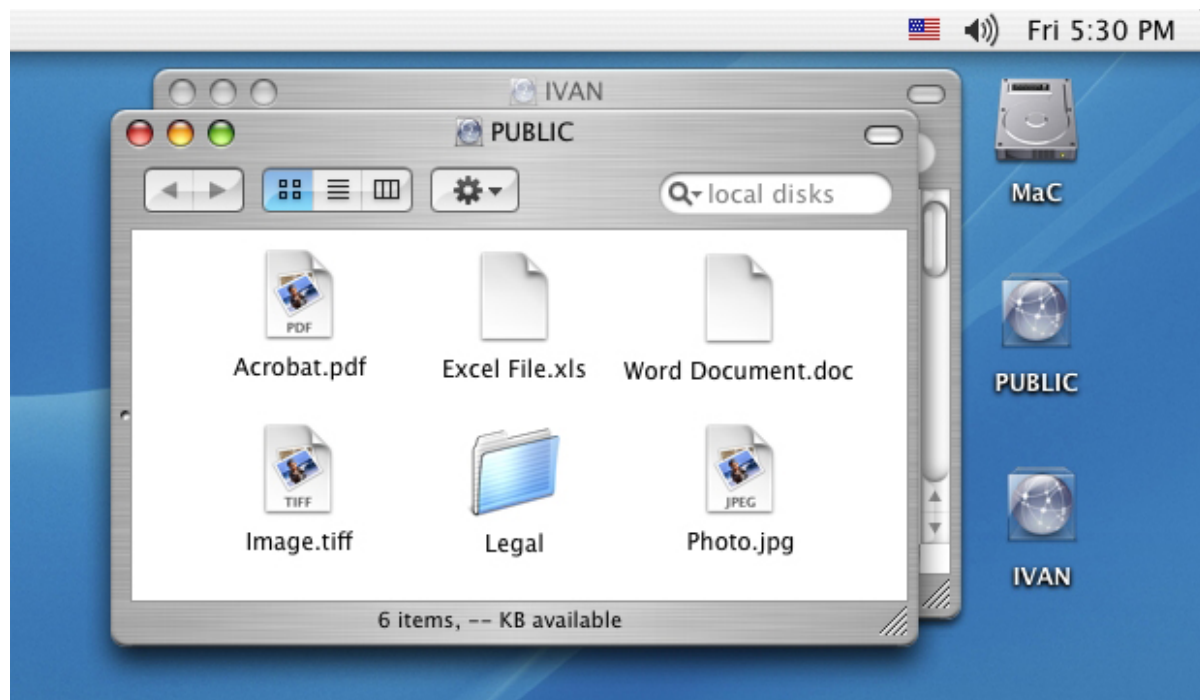 Fri 5:30 PM
IVAN
PUBLIC
local disks
MaC
PDF
Acrobat.pdf
Excel File.xls
Word Document.doc
PUBLIC
TIFF
Image.tiff
Legal
JPEG
Photo.jpg
IVAN
6 items, -- KB available